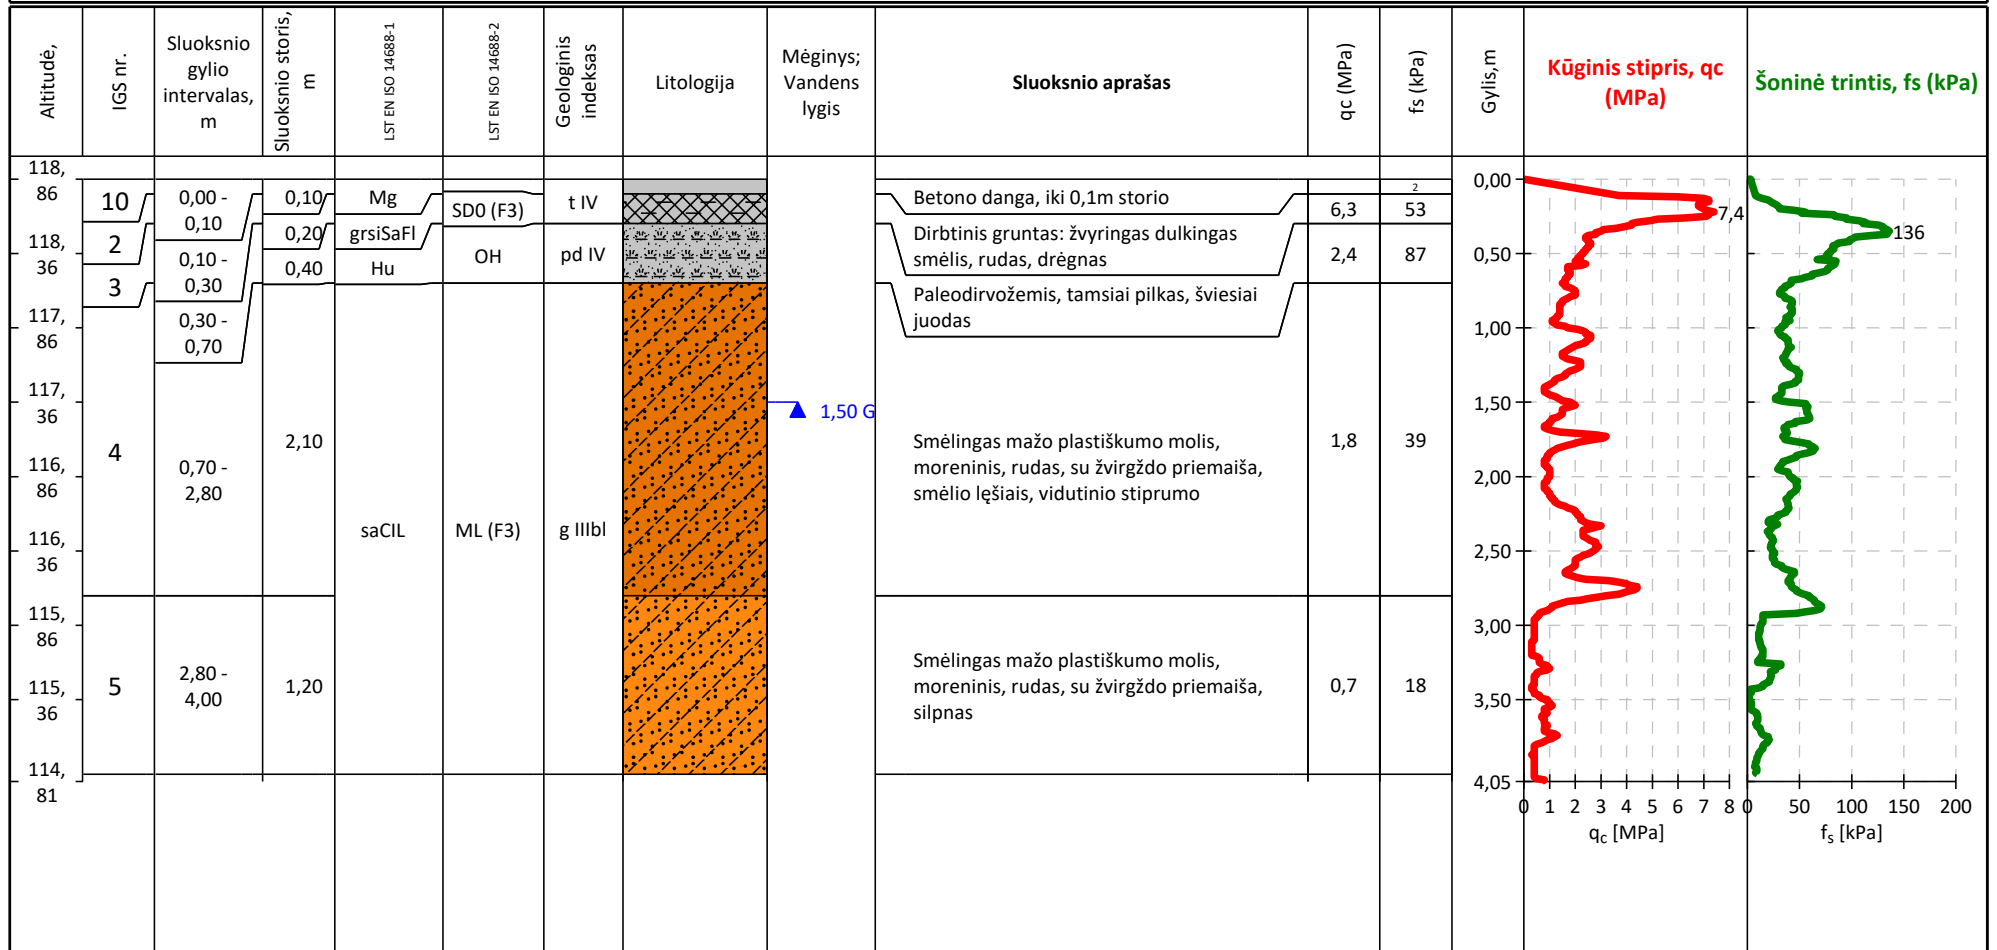 Altitudė,
IGS nr.
Sluoksnio
gylio
intervalas,
m
Sluoksnio storis,
m
LST EN ISO 14688-1
LST EN ISO 14688-2
Geologinis
indeksas
Litologija
Mėginys;
Vandens
lygis
Sluoksnio aprašas
qc (MPa)
fs (kPa)
Gylis,m
Kūginis stipris, qc
(MPa)
Šoninė trintis, fs (kPa)
118,
86
118,
36
117,
86
117,
36
116,
86
116,
36
115,
86
115,
36
114,
81
10
2
3
4
5
0,00 -
0,10
0,10 -
0,30
0,30 -
0,70
0,70 -
2,80
2,80 -
4,00
0,10
0,20
0,40
2,10
1,20
Mg
grsiSaFl
Hu
saCIL
SD0 (F3)
OH
ML (F3)
t IV
pd IV
g IIIbl
1,50 G
Betono danga, iki 0,1m storio
Dirbtinis gruntas: žvyringas dulkingas
smėlis, rudas, drėgnas
Paleodirvožemis, tamsiai pilkas, šviesiai
juodas
Smėlingas mažo plastiškumo molis,
moreninis, rudas, su žvirgždo priemaiša,
smėlio lęšiais, vidutinio stiprumo
Smėlingas mažo plastiškumo molis,
moreninis, rudas, su žvirgždo priemaiša,
silpnas
6,3
2,4
1,8
0,7
2
53
87
39
18
0,00
0,50
1,00
1,50
2,00
2,50
3,00
3,50
4,05
7,4
0 1 2 3 4 5 6 7 8
qc [MPa]
136
0 50 100 150 200
fs [kPa]